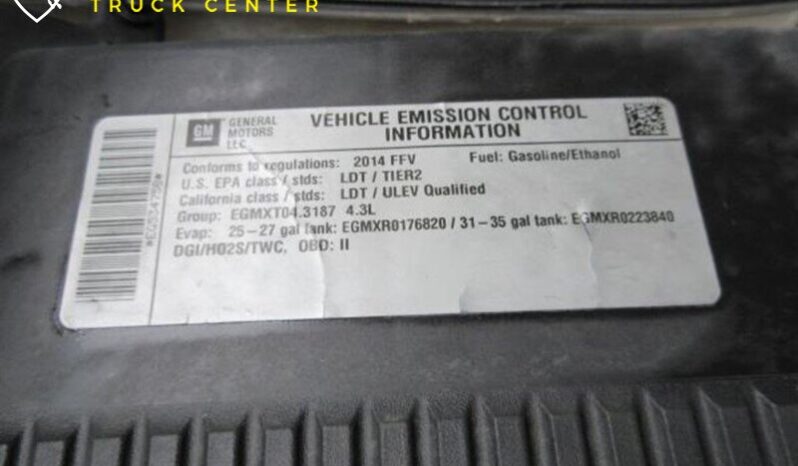 TRUCK CENTER
GM
GENERAL
MOTORS
LLC
VEHICLE EMISSION CONTROL
INFORMATION
Conforms to regulations: 2014 FFV Fuel: Gasoline/Ethanol
U.S. EPA class / stds: LDT / TIER2
California class / stds: LDT / ULEV Qualified
Group: EGMXT04.3187 4.3L
Evap: 25-27 gal tank: EGMXR0176820 / 31-35 gal tank: EGMXR0223840
DGI/HO2S/TWC, OBD: II